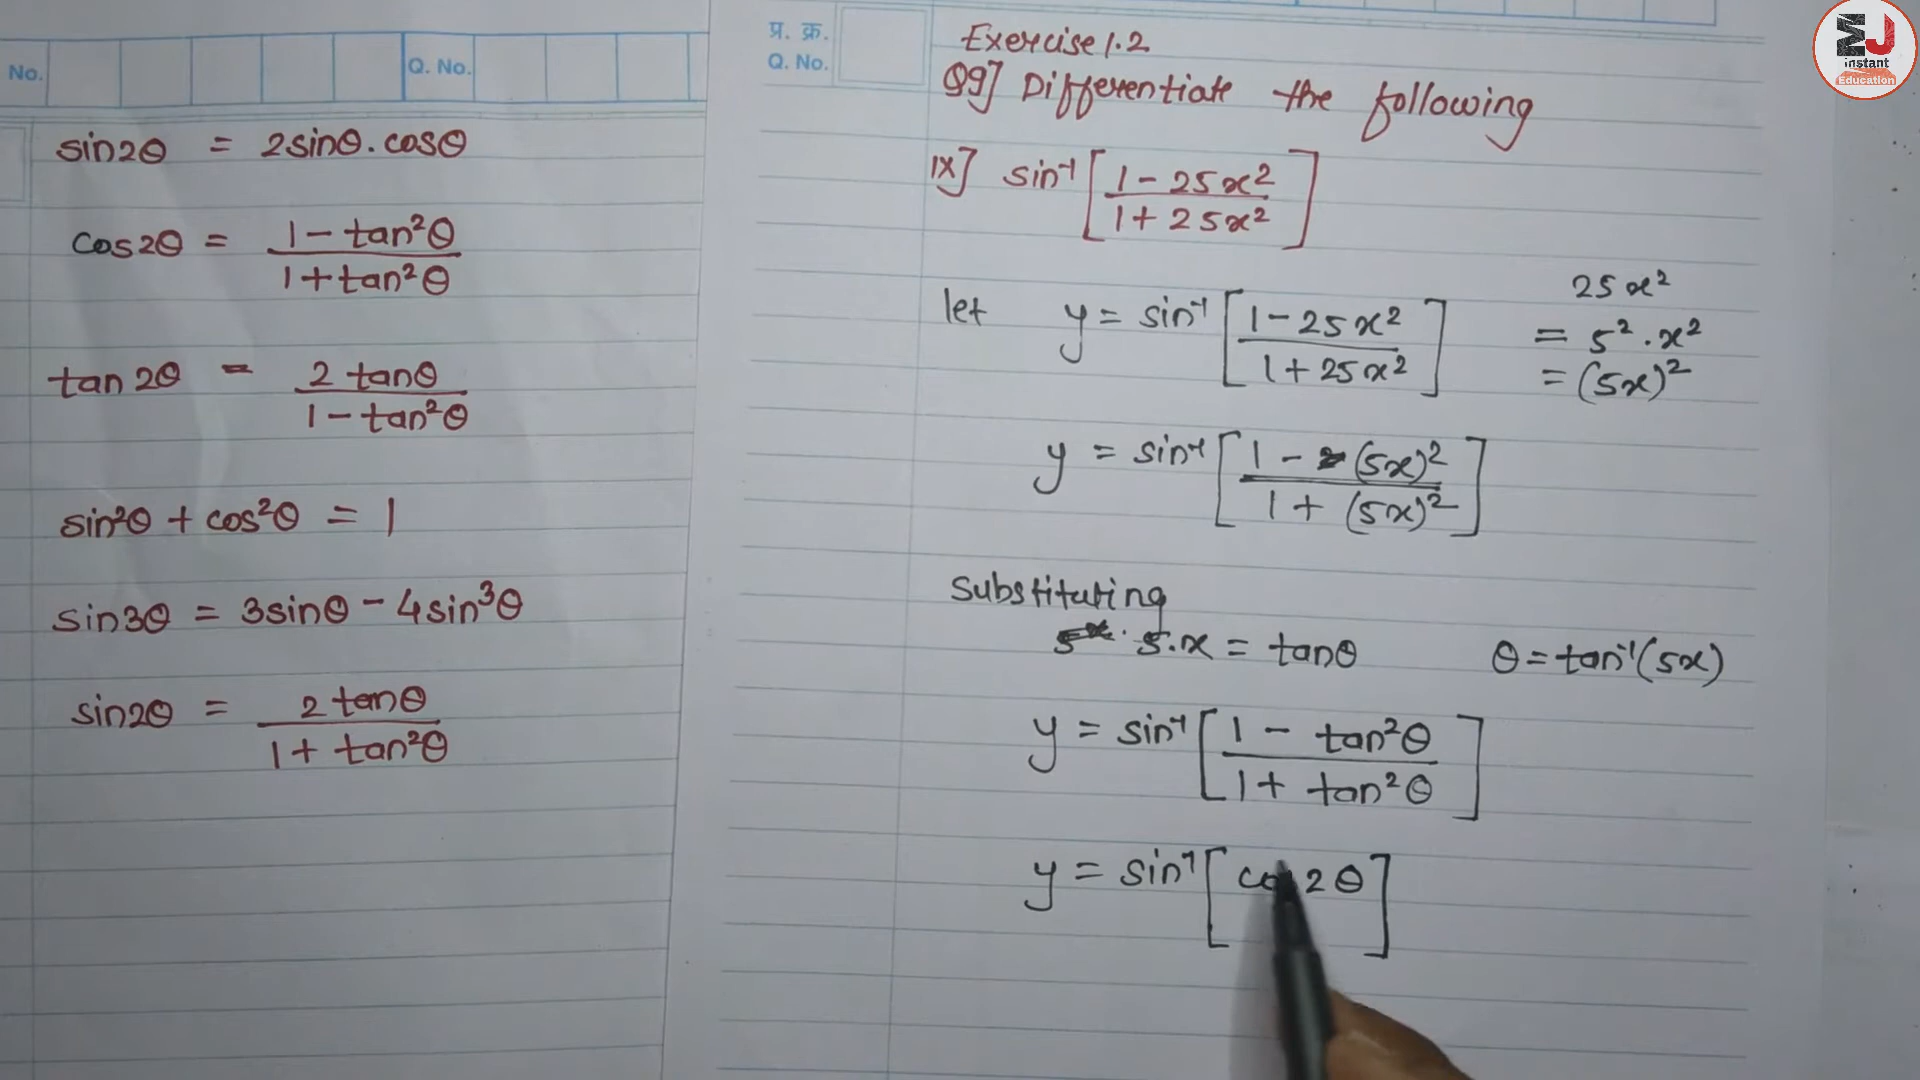 No. Q. No.
sin2θ = 2sinθ.cosθ
cos2θ = 1 - tan²θ / 1 + tan²θ
tan 2θ = 2 tanθ / 1 - tan²θ
sin²θ + cos²θ = 1
sin3θ = 3sinθ - 4sin³θ
sin2θ = 2 tanθ / 1 + tan²θ
प्र. क्र.
Q. No.
Exercise 1.2
Q9] Differentiate the following
IX] sin⁻¹ [1 - 25x² / 1 + 25x²]
let y = sin⁻¹ [1 - 25x² / 1 + 25x²]
25x²
= 5² . x²
= (5x)²
y = sin⁻¹ [1 - (5x)² / 1 + (5x)²]
Substituting
5.x = tanθ θ = tan⁻¹(5x)
y = sin⁻¹ [1 - tan²θ / 1 + tan²θ]
y = sin⁻¹ [cos 2θ]
MJ
instant
Education